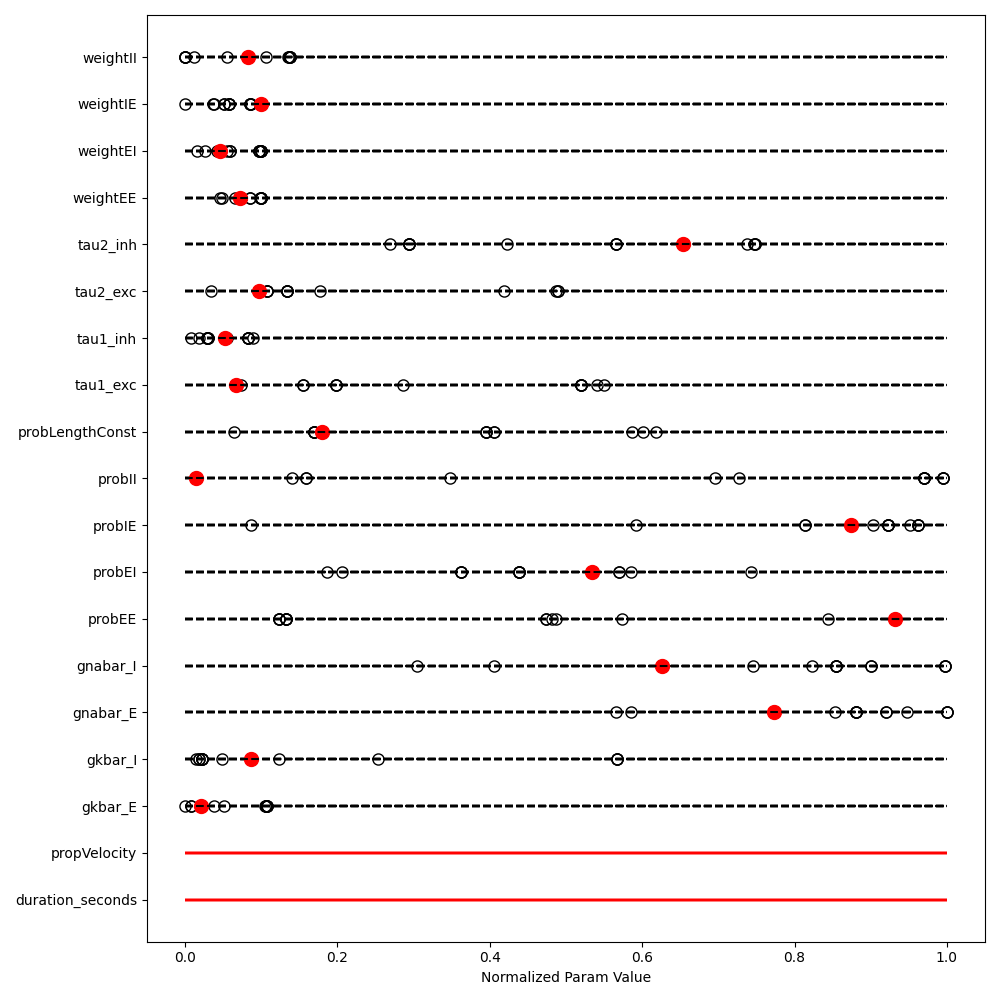 weightII
weightIE
weightEI
weightEE
tau2_inh
tau2_exc
tau1_inh
tau1_exc
probLengthConst
probII
probIE
probEI
probEE
gnabar_I
gnabar_E
gkbar_I
gkbar_E
propVelocity
duration_seconds
0.0 0.2 0.4 0.6 0.8 1.0
Normalized Param Value